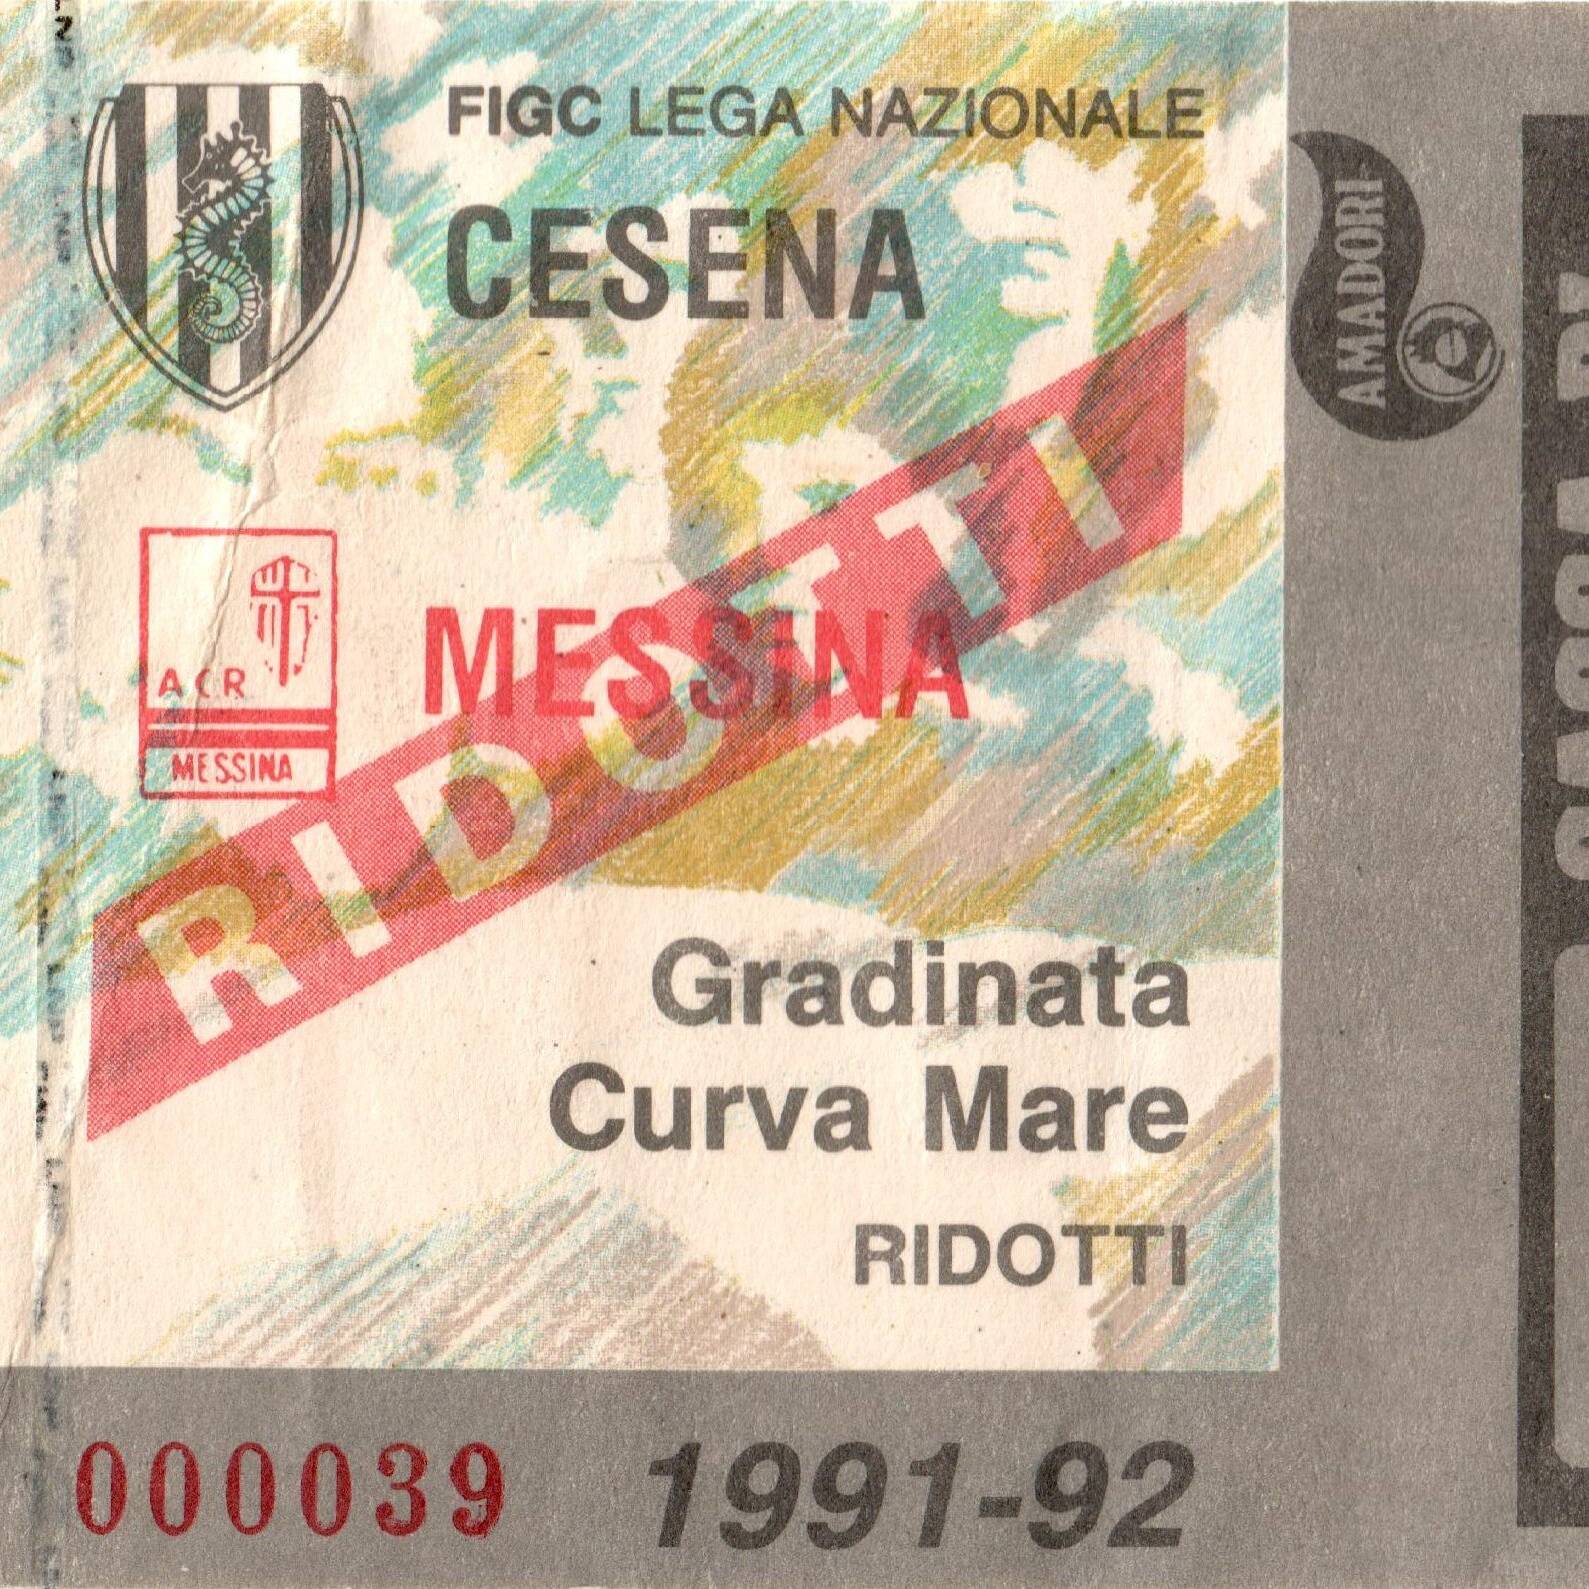 FIGC LEGA NAZIONALE
CESENA
AMADORI
MESSINA
ACR
MESSINA
RIDOTTI
Gradinata
Curva Mare
RIDOTTI
000039
1991-92